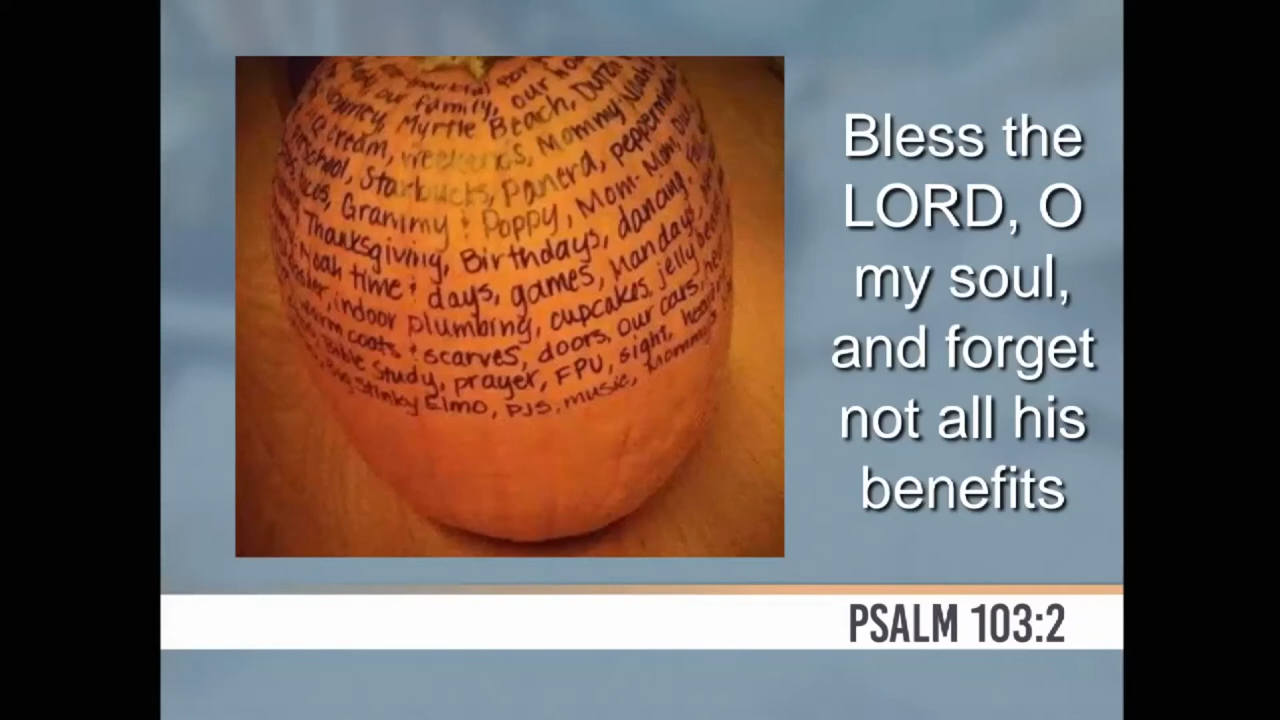 our family, our
Journey, Myrtle Beach,
cream, weekends, Mommy
Starbucks, Panera,
Grammy & Poppy, Mom-Mom,
Thanksgiving, Birthdays, dancing
Noah time & days, games,
indoor plumbing, cupcakes, jelly
coats & scarves, doors, our cars,
Bible Study, prayer, FPU, sight,
Stinky Elmo, PJS, music,
Bless the
LORD, O
my soul,
and forget
not all his
benefits
PSALM 103:2